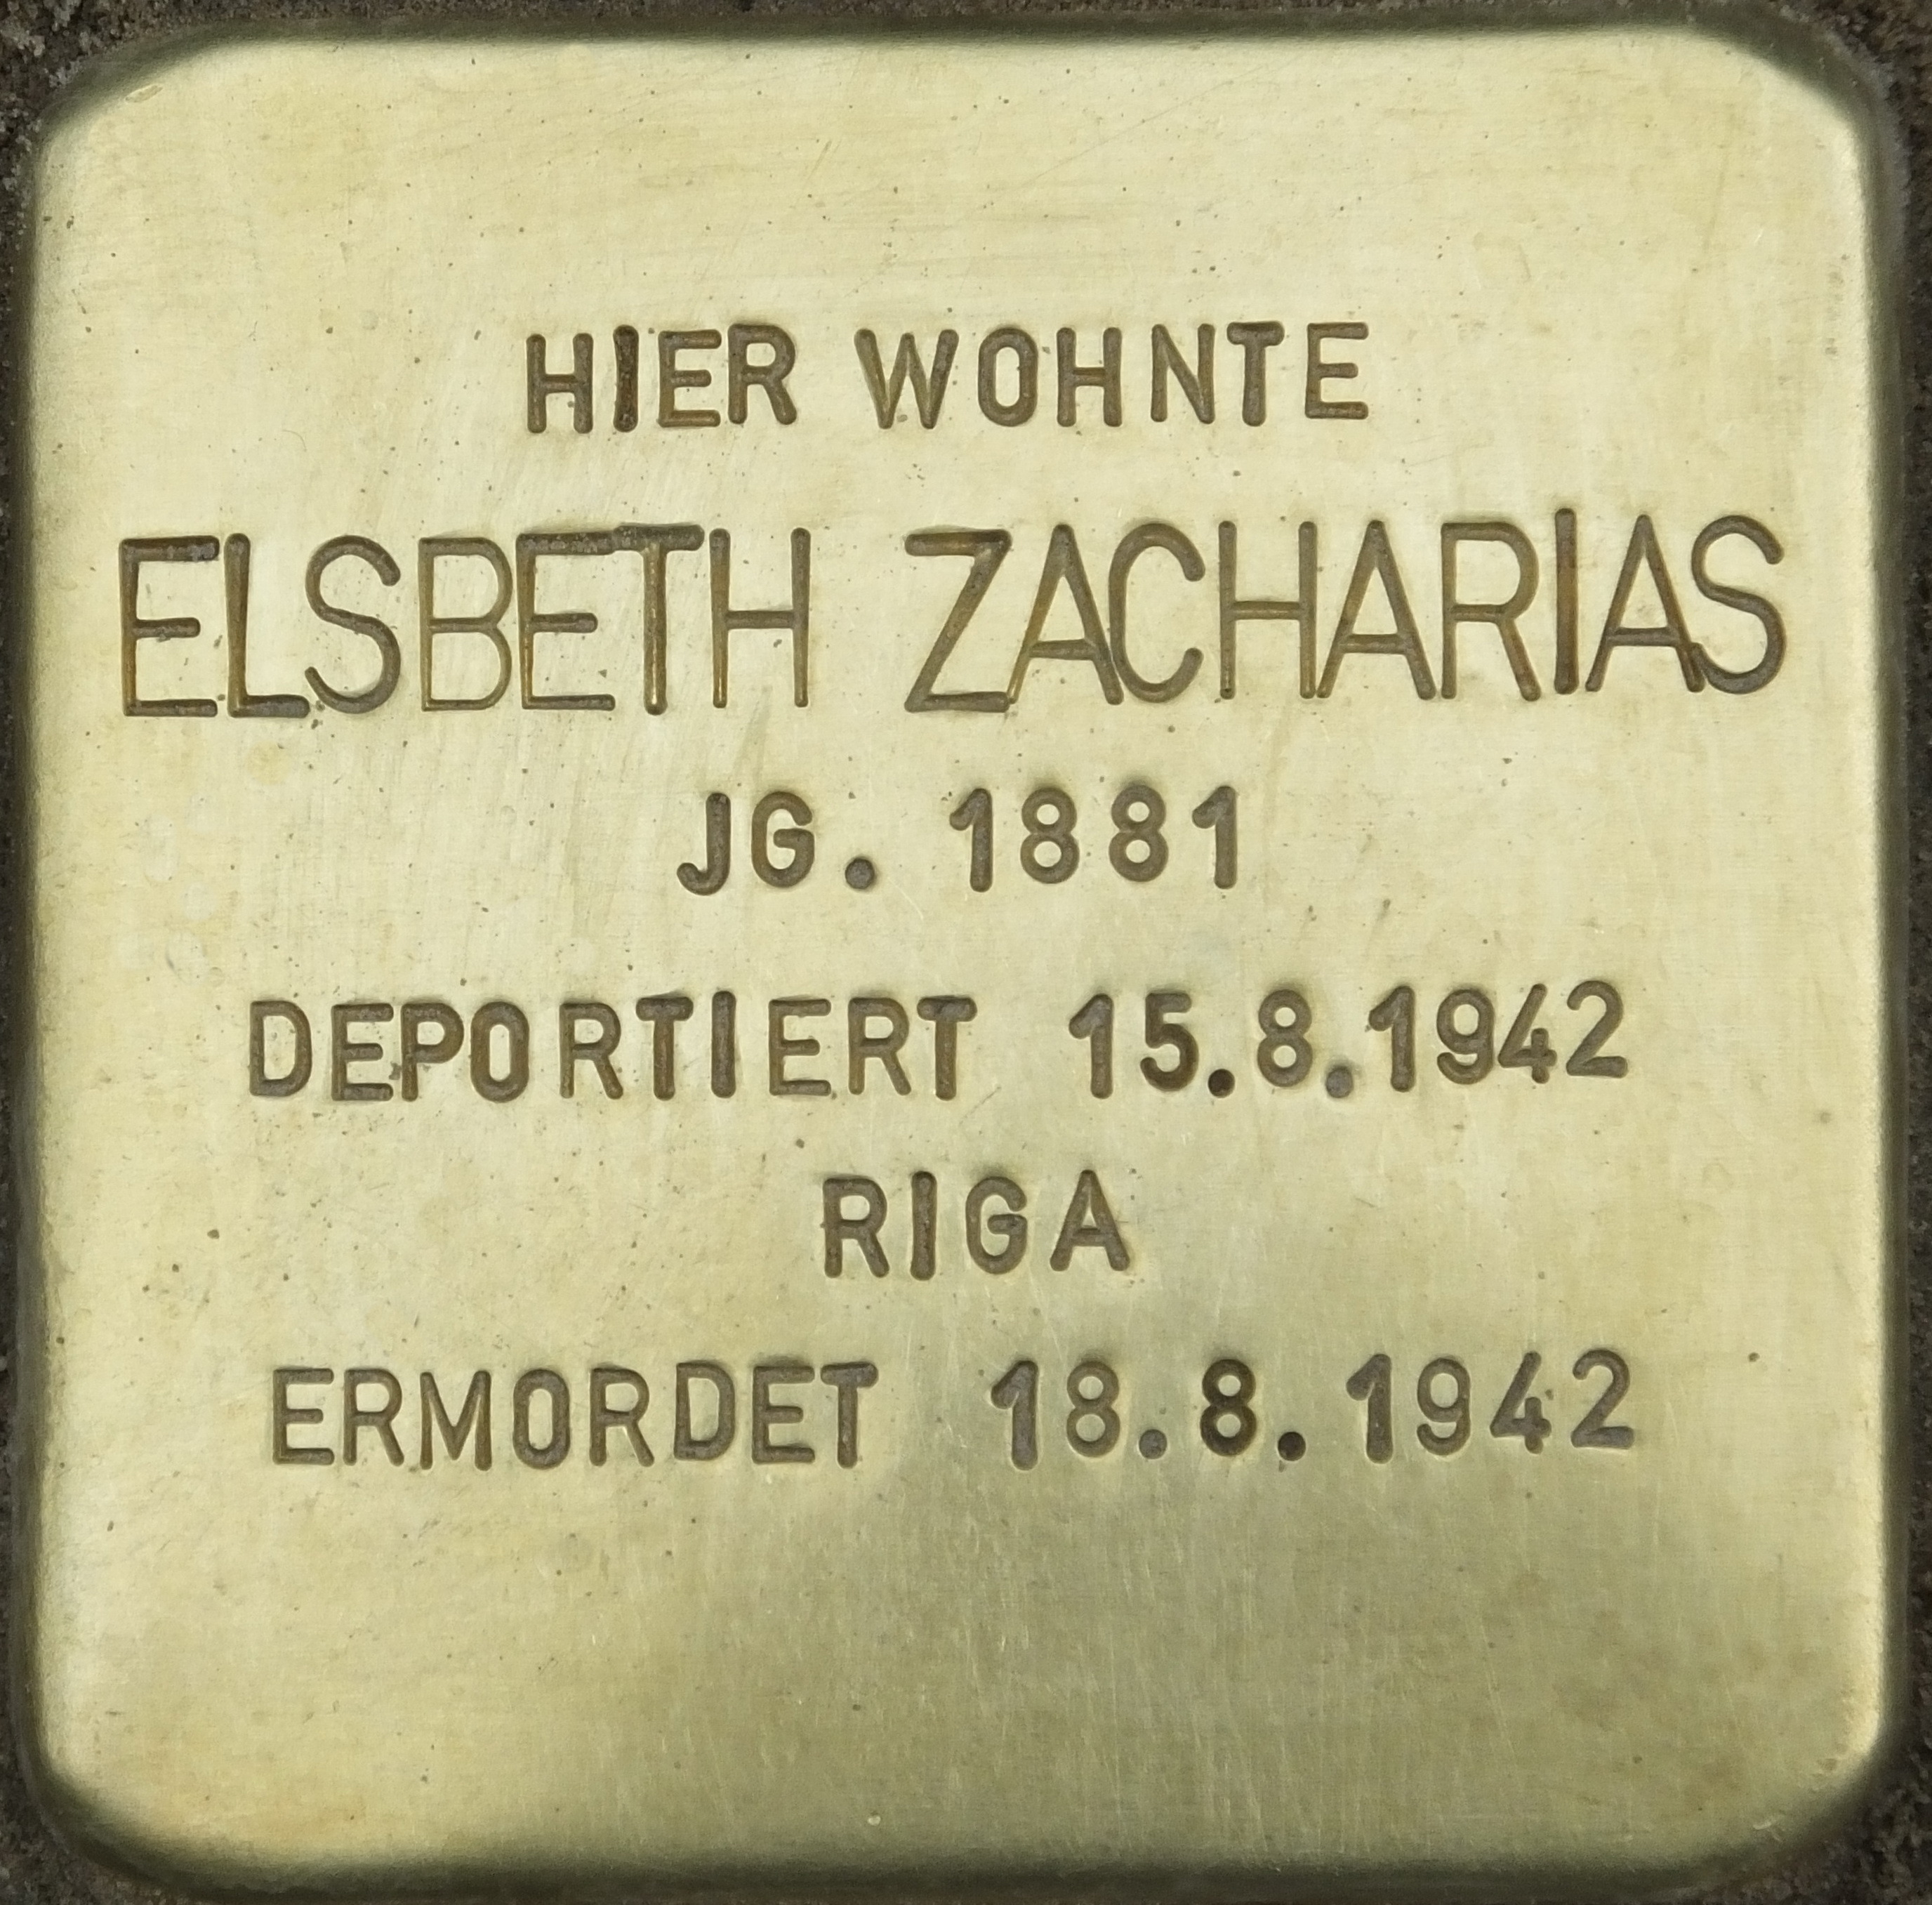 HIER WOHNTE
ELSBETH ZACHARIAS
JG. 1881
DEPORTIERT 15.8.1942
RIGA
ERMORDET 18.8.1942